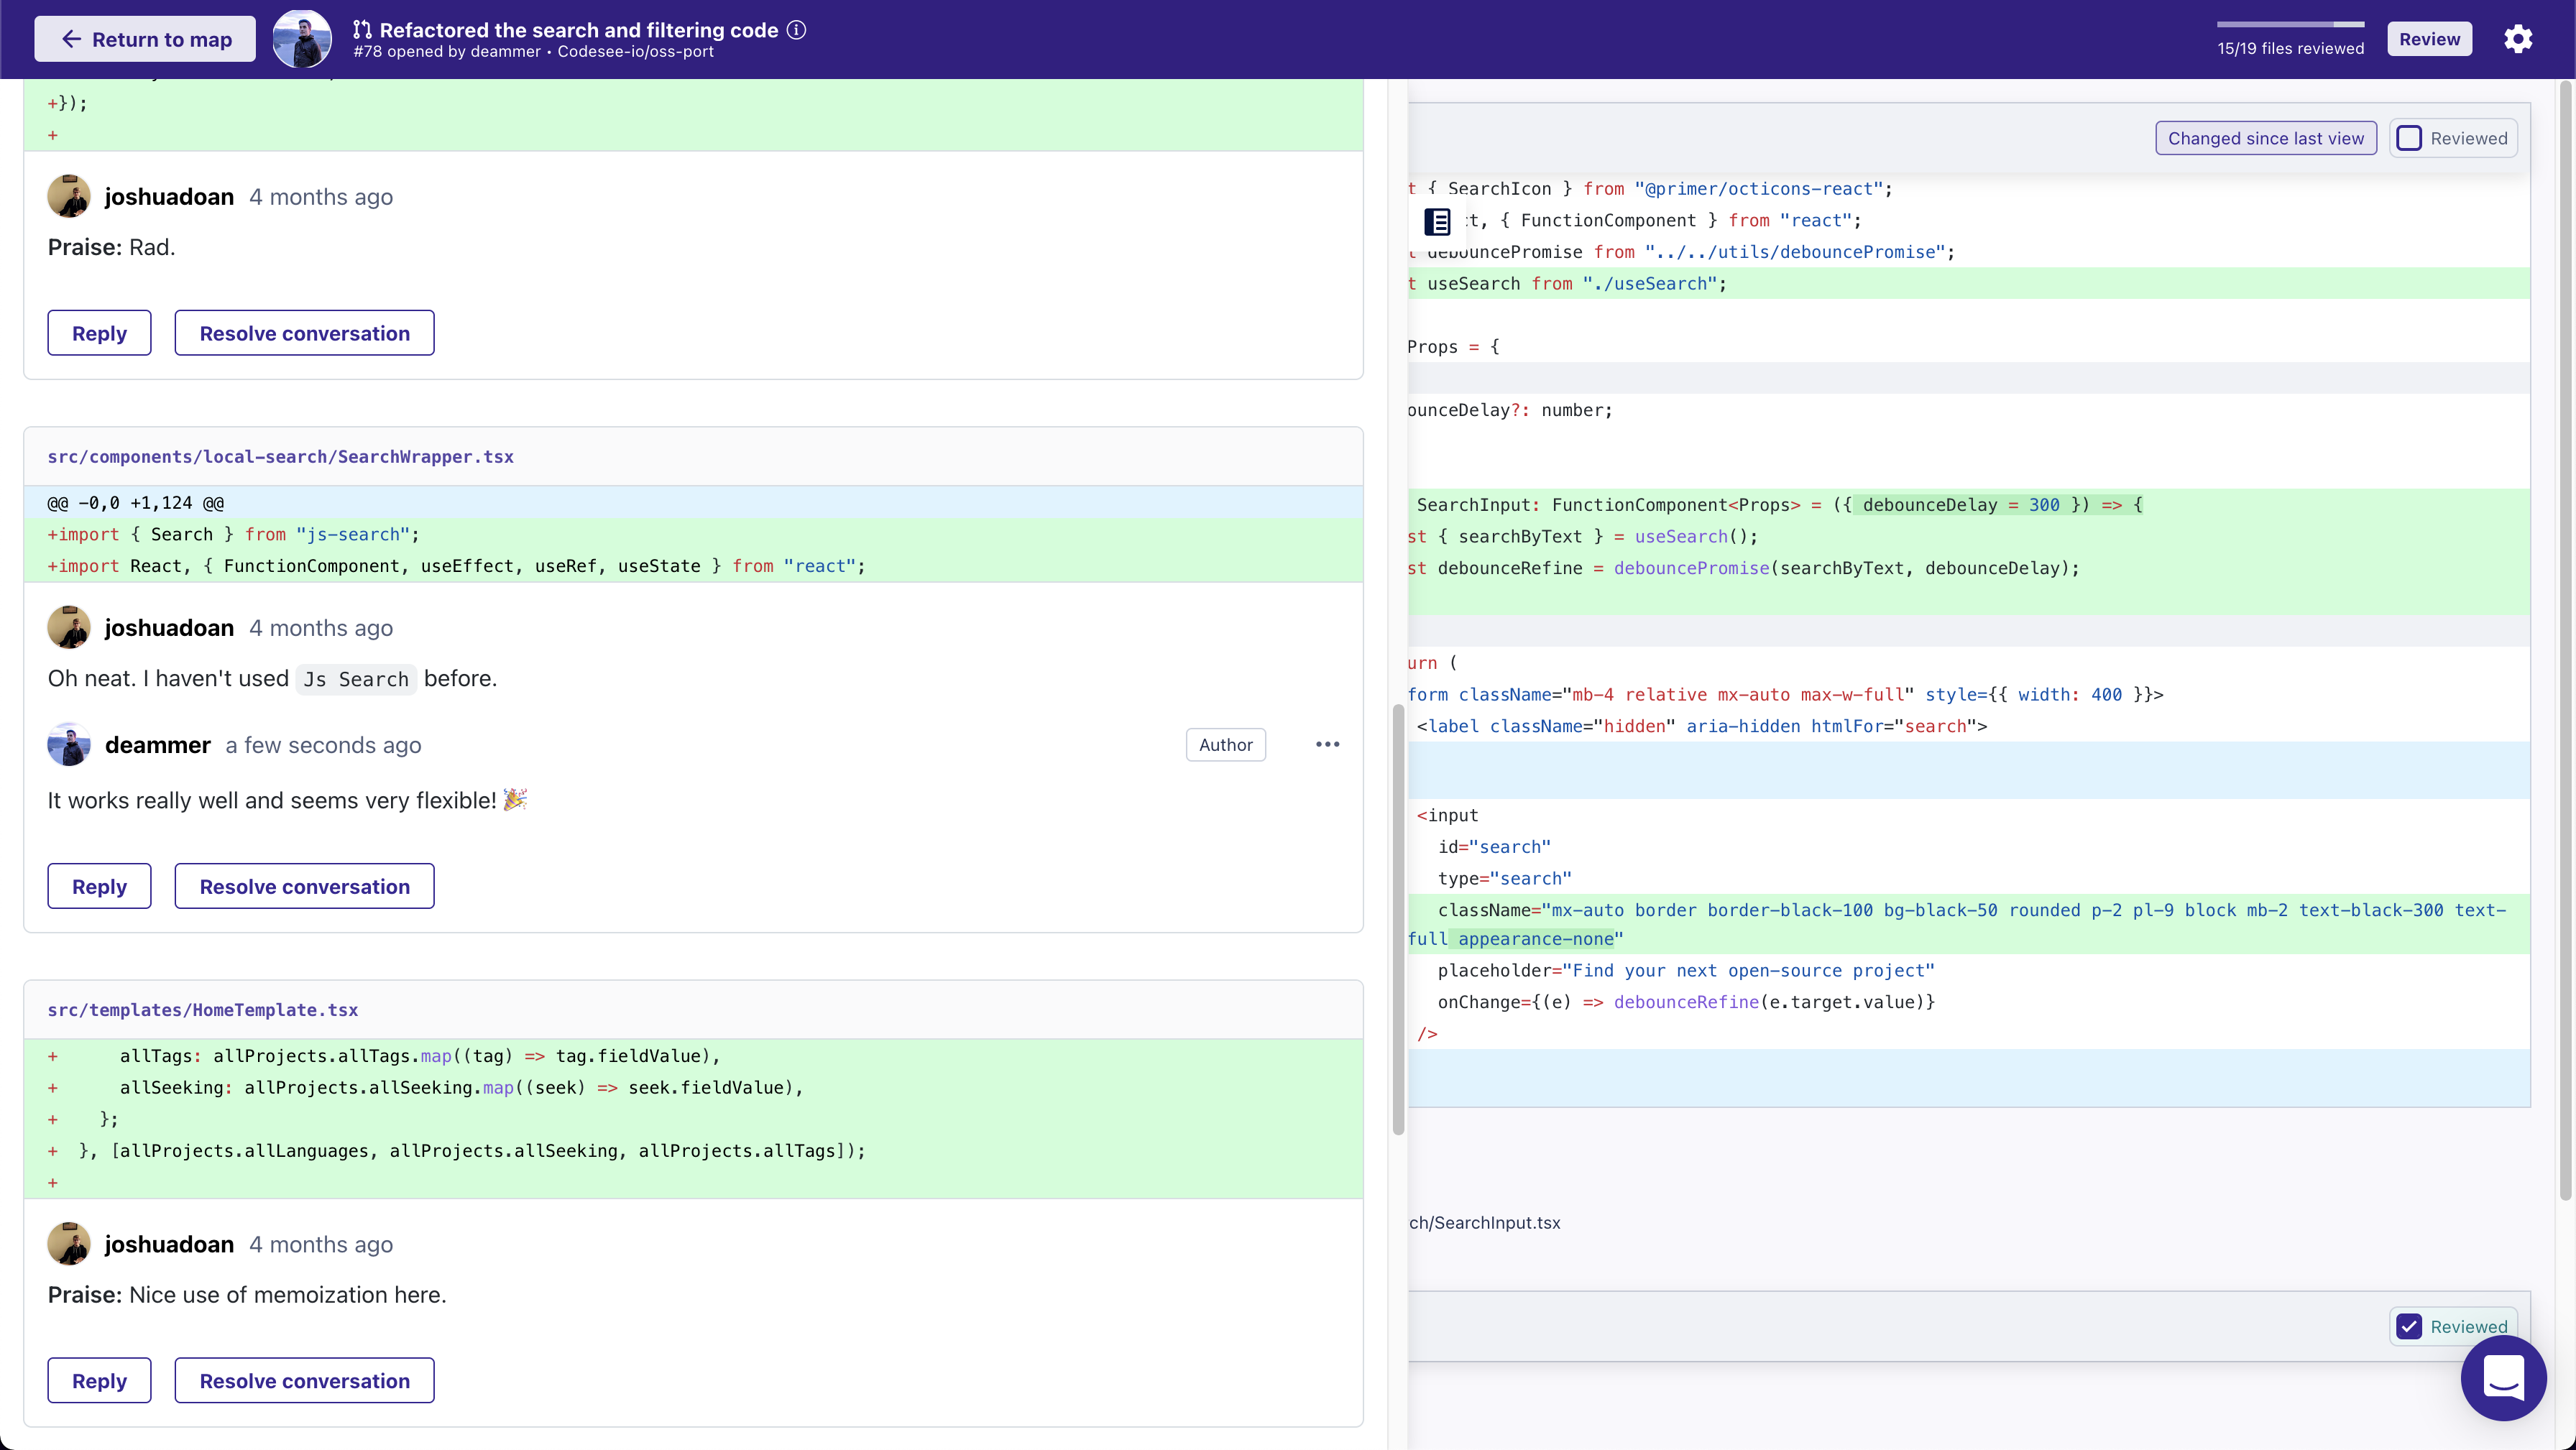 Return to map
Refactored the search and filtering code
#78 opened by deammer • Codesee-io/oss-port
15/19 files reviewed
Review
+});
+
joshuadoan 4 months ago
Praise: Rad.
Reply
Resolve conversation
src/components/local-search/SearchWrapper.tsx
@@ -0,0 +1,124 @@
+import { Search } from "js-search";
+import React, { FunctionComponent, useEffect, useRef, useState } from "react";
joshuadoan 4 months ago
Oh neat. I haven't used Js Search before.
deammer a few seconds ago
Author
It works really well and seems very flexible! 🎉
Reply
Resolve conversation
src/templates/HomeTemplate.tsx
+      allTags: allProjects.allTags.map((tag) => tag.fieldValue),
+      allSeeking: allProjects.allSeeking.map((seek) => seek.fieldValue),
+    };
+  }, [allProjects.allLanguages, allProjects.allSeeking, allProjects.allTags]);
+
joshuadoan 4 months ago
Praise: Nice use of memoization here.
Reply
Resolve conversation
Changed since last view
Reviewed
t { SearchIcon } from "@primer/octicons-react";
ct, { FunctionComponent } from "react";
t debouncePromise from "../../utils/debouncePromise";
t useSearch from "./useSearch";
Props = {
ounceDelay?: number;
SearchInput: FunctionComponent<Props> = ({ debounceDelay = 300 }) => {
st { searchByText } = useSearch();
st debounceRefine = debouncePromise(searchByText, debounceDelay);
urn (
form className="mb-4 relative mx-auto max-w-full" style={{ width: 400 }}>
<label className="hidden" aria-hidden htmlFor="search">
<input
id="search"
type="search"
className="mx-auto border border-black-100 bg-black-50 rounded p-2 pl-9 block mb-2 text-black-300 text-
full appearance-none"
placeholder="Find your next open-source project"
onChange={(e) => debounceRefine(e.target.value)}
/>
ch/SearchInput.tsx
Reviewed